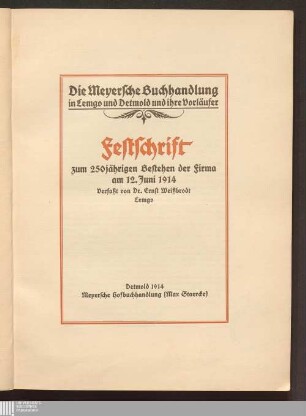 Die Meyersche Buchhandlung
in Lemgo und Detmold und ihre Vorläufer
Festschrift
zum 250jährigen Bestehen der Firma
am 12. Juni 1914
Verfaßt von Dr. Ernst Weißbrodt
Lemgo
Detmold 1914
Meyersche Hofbuchhandlung (Max Staercke)